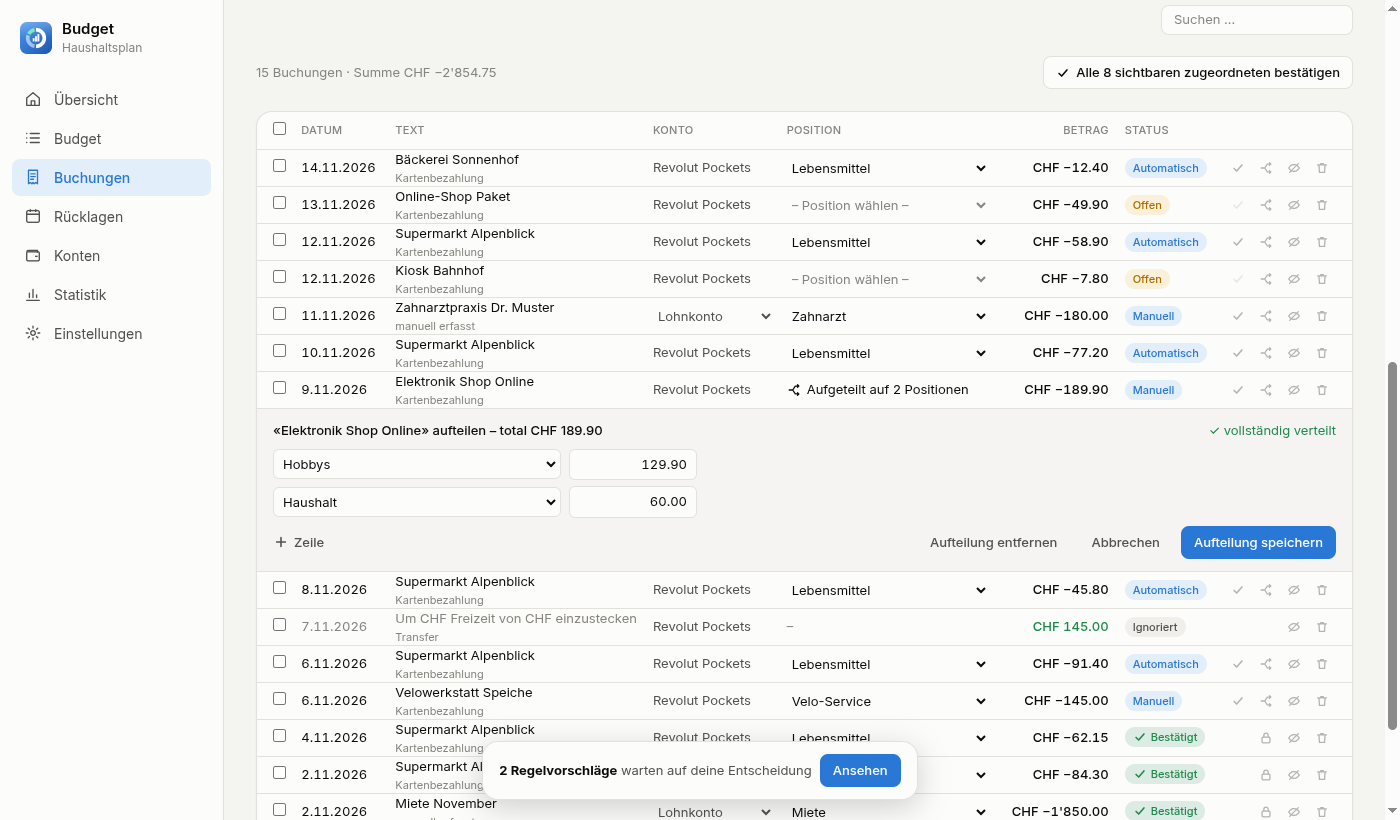 Budget
Haushaltsplan
Übersicht
Budget
Buchungen
Rücklagen
Konten
Statistik
Einstellungen
Suchen …
15 Buchungen · Summe CHF −2'854.75
Alle 8 sichtbaren zugeordneten bestätigen
DATUM TEXT KONTO POSITION BETRAG STATUS
14.11.2026 Bäckerei Sonnenhof Revolut Pockets Lebensmittel CHF −12.40 Automatisch
Kartenbezahlung
13.11.2026 Online-Shop Paket Revolut Pockets – Position wählen – CHF −49.90 Offen
Kartenbezahlung
12.11.2026 Supermarkt Alpenblick Revolut Pockets Lebensmittel CHF −58.90 Automatisch
Kartenbezahlung
12.11.2026 Kiosk Bahnhof Revolut Pockets – Position wählen – CHF −7.80 Offen
Kartenbezahlung
11.11.2026 Zahnarztpraxis Dr. Muster Lohnkonto Zahnarzt CHF −180.00 Manuell
manuell erfasst
10.11.2026 Supermarkt Alpenblick Revolut Pockets Lebensmittel CHF −77.20 Automatisch
Kartenbezahlung
9.11.2026 Elektronik Shop Online Revolut Pockets Aufgeteilt auf 2 Positionen CHF −189.90 Manuell
Kartenbezahlung
«Elektronik Shop Online» aufteilen – total CHF 189.90 vollständig verteilt
Hobbys 129.90
Haushalt 60.00
Zeile Aufteilung entfernen Abbrechen Aufteilung speichern
8.11.2026 Supermarkt Alpenblick Revolut Pockets Lebensmittel CHF −45.80 Automatisch
Kartenbezahlung
7.11.2026 Um CHF Freizeit von CHF einzustecken Revolut Pockets – CHF 145.00 Ignoriert
Transfer
6.11.2026 Supermarkt Alpenblick Revolut Pockets Lebensmittel CHF −91.40 Automatisch
Kartenbezahlung
6.11.2026 Velowerkstatt Speiche Revolut Pockets Velo-Service CHF −145.00 Manuell
Kartenbezahlung
4.11.2026 Supermarkt Alpenblick Revolut Pockets Lebensmittel CHF −62.15 Bestätigt
Kartenbezahlung
2.11.2026 Supermarkt CHF −84.30 Bestätigt
Kartenbezahlung
2 Regelvorschläge warten auf deine Entscheidung Ansehen
2.11.2026 Miete November Lohnkonto Miete CHF −1'850.00 Bestätigt